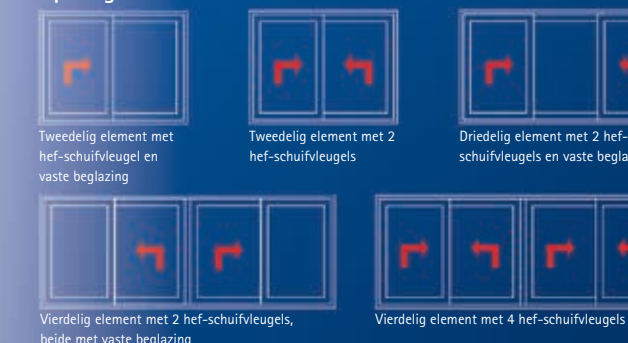 Tweedelig element met
hef-schuifvleugel en
vaste beglazing
Tweedelig element met 2
hef-schuifvleugels
Driedelig element met 2 hef-
schuifvleugels en vaste
Vierdelig element met 2 hef-schuifvleugels,
beide met vaste beglazing
Vierdelig element met 4 hef-schuifvleugels